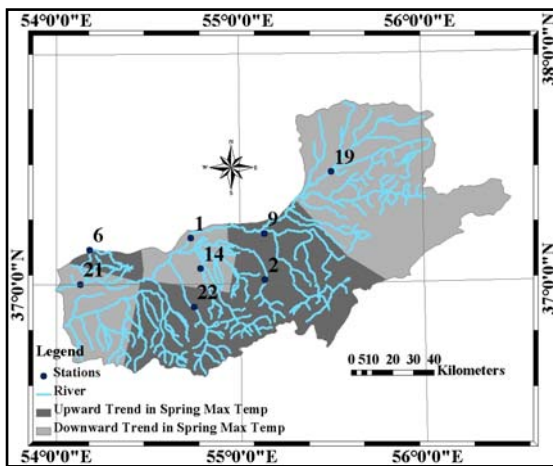 54°0'0"E 55°0'0"E 56°0'0"E
38°0'0"N
37°0'0"N
37°0'0"N
N
W E
S
19
6
1
9
14
21
2
22
Legend
Stations
River
Upward Trend in Spring Max Temp
Downward Trend in Spring Max Temp
0 5 10 20 30 40
Kilometers
54°0'0"E 55°0'0"E 56°0'0"E